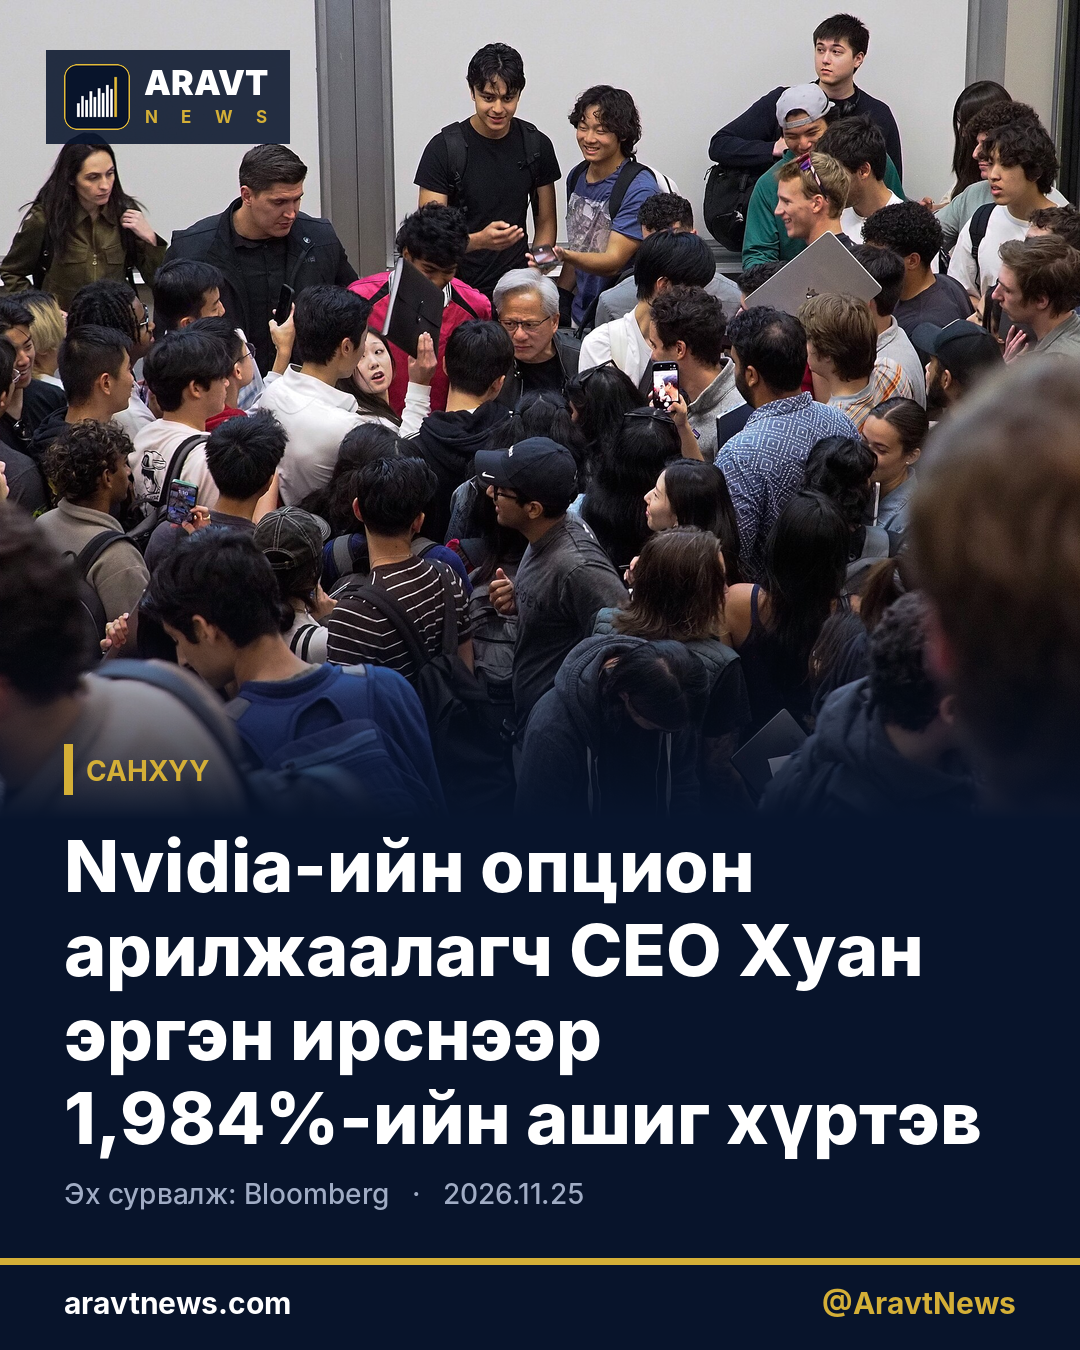 ARAVT
NEWS
САНХҮҮ
Nvidia-ийн опцион
арилжаалагч CEO Хуан
эргэн ирснээр
1,984%-ийн ашиг хүртэв
Эх сурвалж: Bloomberg · 2026.11.25
aravtnews.com
@AravtNews